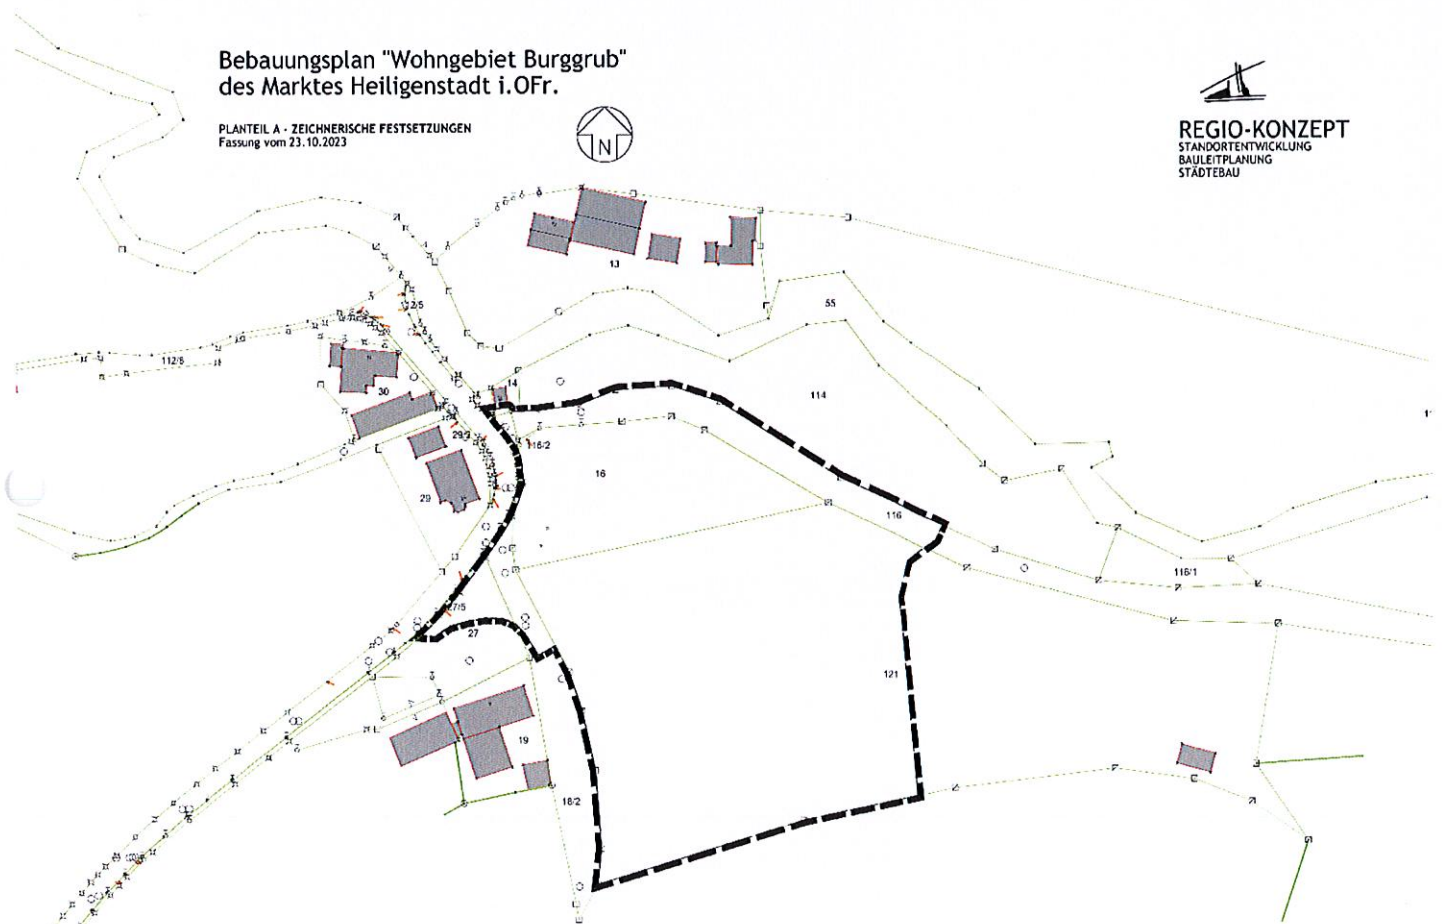 Bebauungsplan "Wohngebiet Burggrub"
des Marktes Heiligenstadt i.OFr.
PLANTEIL A - ZEICHNERISCHE FESTSETZUNGEN
Fassung vom 23.10.2023
N
REGIO-KONZEPT
STANDORTENTWICKLUNG
BAULEITPLANUNG
STÄDTEBAU
13
55
112/5
112/6
14
30
114
29/3
116/2
16
29
116
116/1
27/5
27
121
19
18/2